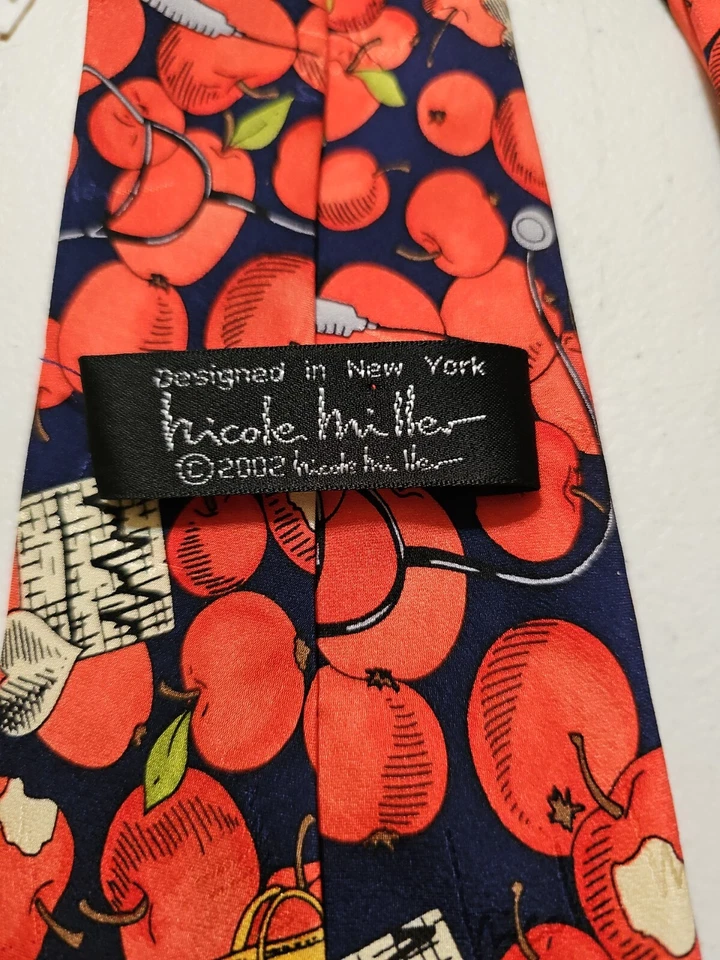 Designed in New York
nicole miller
©2002 nicole miller